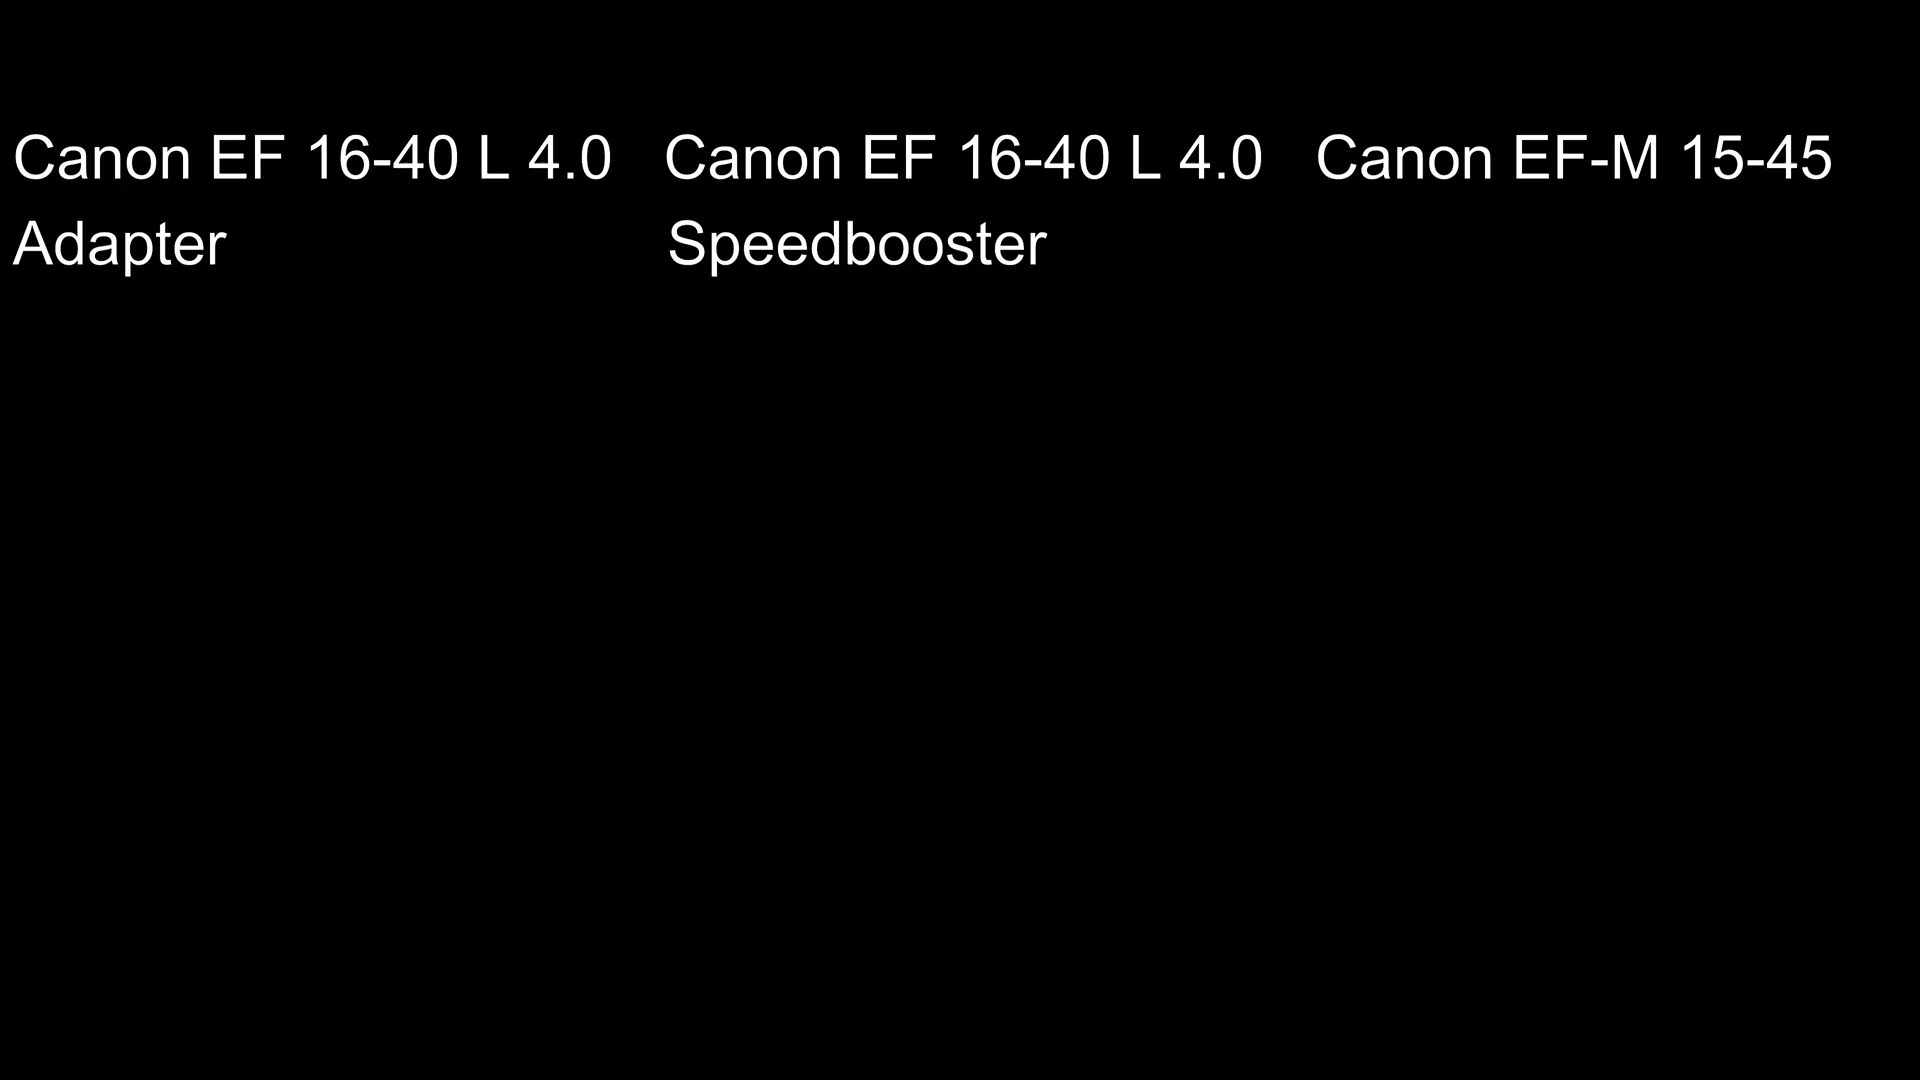 Canon EF 16-40 L 4.0 Canon EF 16-40 L 4.0 Canon EF-M 15-45
Adapter Speedbooster